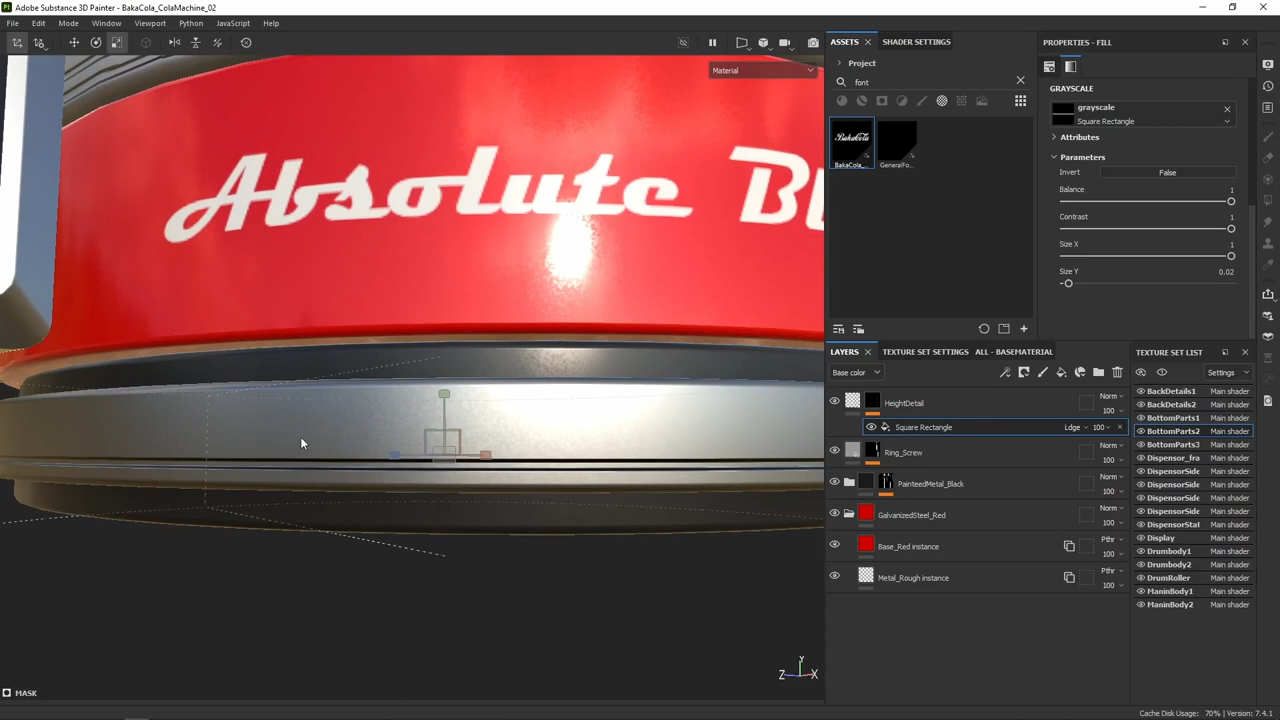 Adobe Substance 3D Painter - BakaCola_ColaMachine_02
File Edit Mode Window Viewport Python JavaScript Help
Material
Absolute
MASK
ASSETS SHADER SETTINGS
Project
font
BakaCola_...
GeneralFo...
PROPERTIES - FILL
GRAYSCALE
grayscale
Square Rectangle
Attributes
Parameters
Invert False
Balance 1
Contrast 1
Size X 1
Size Y 0.02
LAYERS TEXTURE SET SETTINGS ALL - BASEMATERIAL
Base color
HeightDetail Norm 100
Square Rectangle Ldge 100
Ring_Screw Norm 100
PainteedMetal_Black Norm 100
GalvanizedSteel_Red Norm 100
Base_Red instance Pthr 100
Metal_Rough instance Pthr 100
TEXTURE SET LIST
Settings
BackDetails1 Main shader
BackDetails2 Main shader
BottomParts1 Main shader
BottomParts2 Main shader
BottomParts3 Main shader
Dispensor_fra Main shader
DispensorSide Main shader
DispensorSide Main shader
DispensorSide Main shader
DispensorSide Main shader
DispensorStal Main shader
Display Main shader
Drumbody1 Main shader
Drumbody2 Main shader
DrumRoller Main shader
ManinBody1 Main shader
ManinBody2 Main shader
Y
Z X
Cache Disk Usage: 70% | Version: 7.4.1